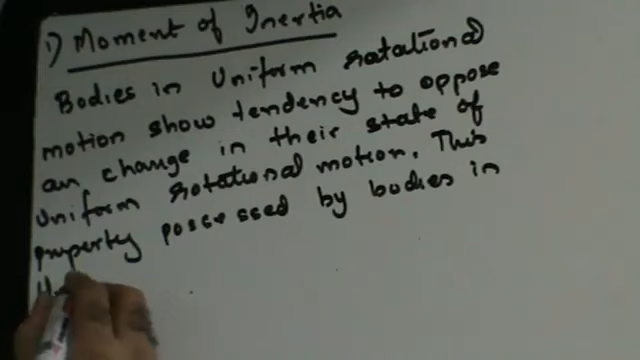 1) Moment of Inertia
Bodies in Uniform rotational
motion show tendency to oppose
an change in their state of
uniform rotational motion. This
property possessed by bodies in